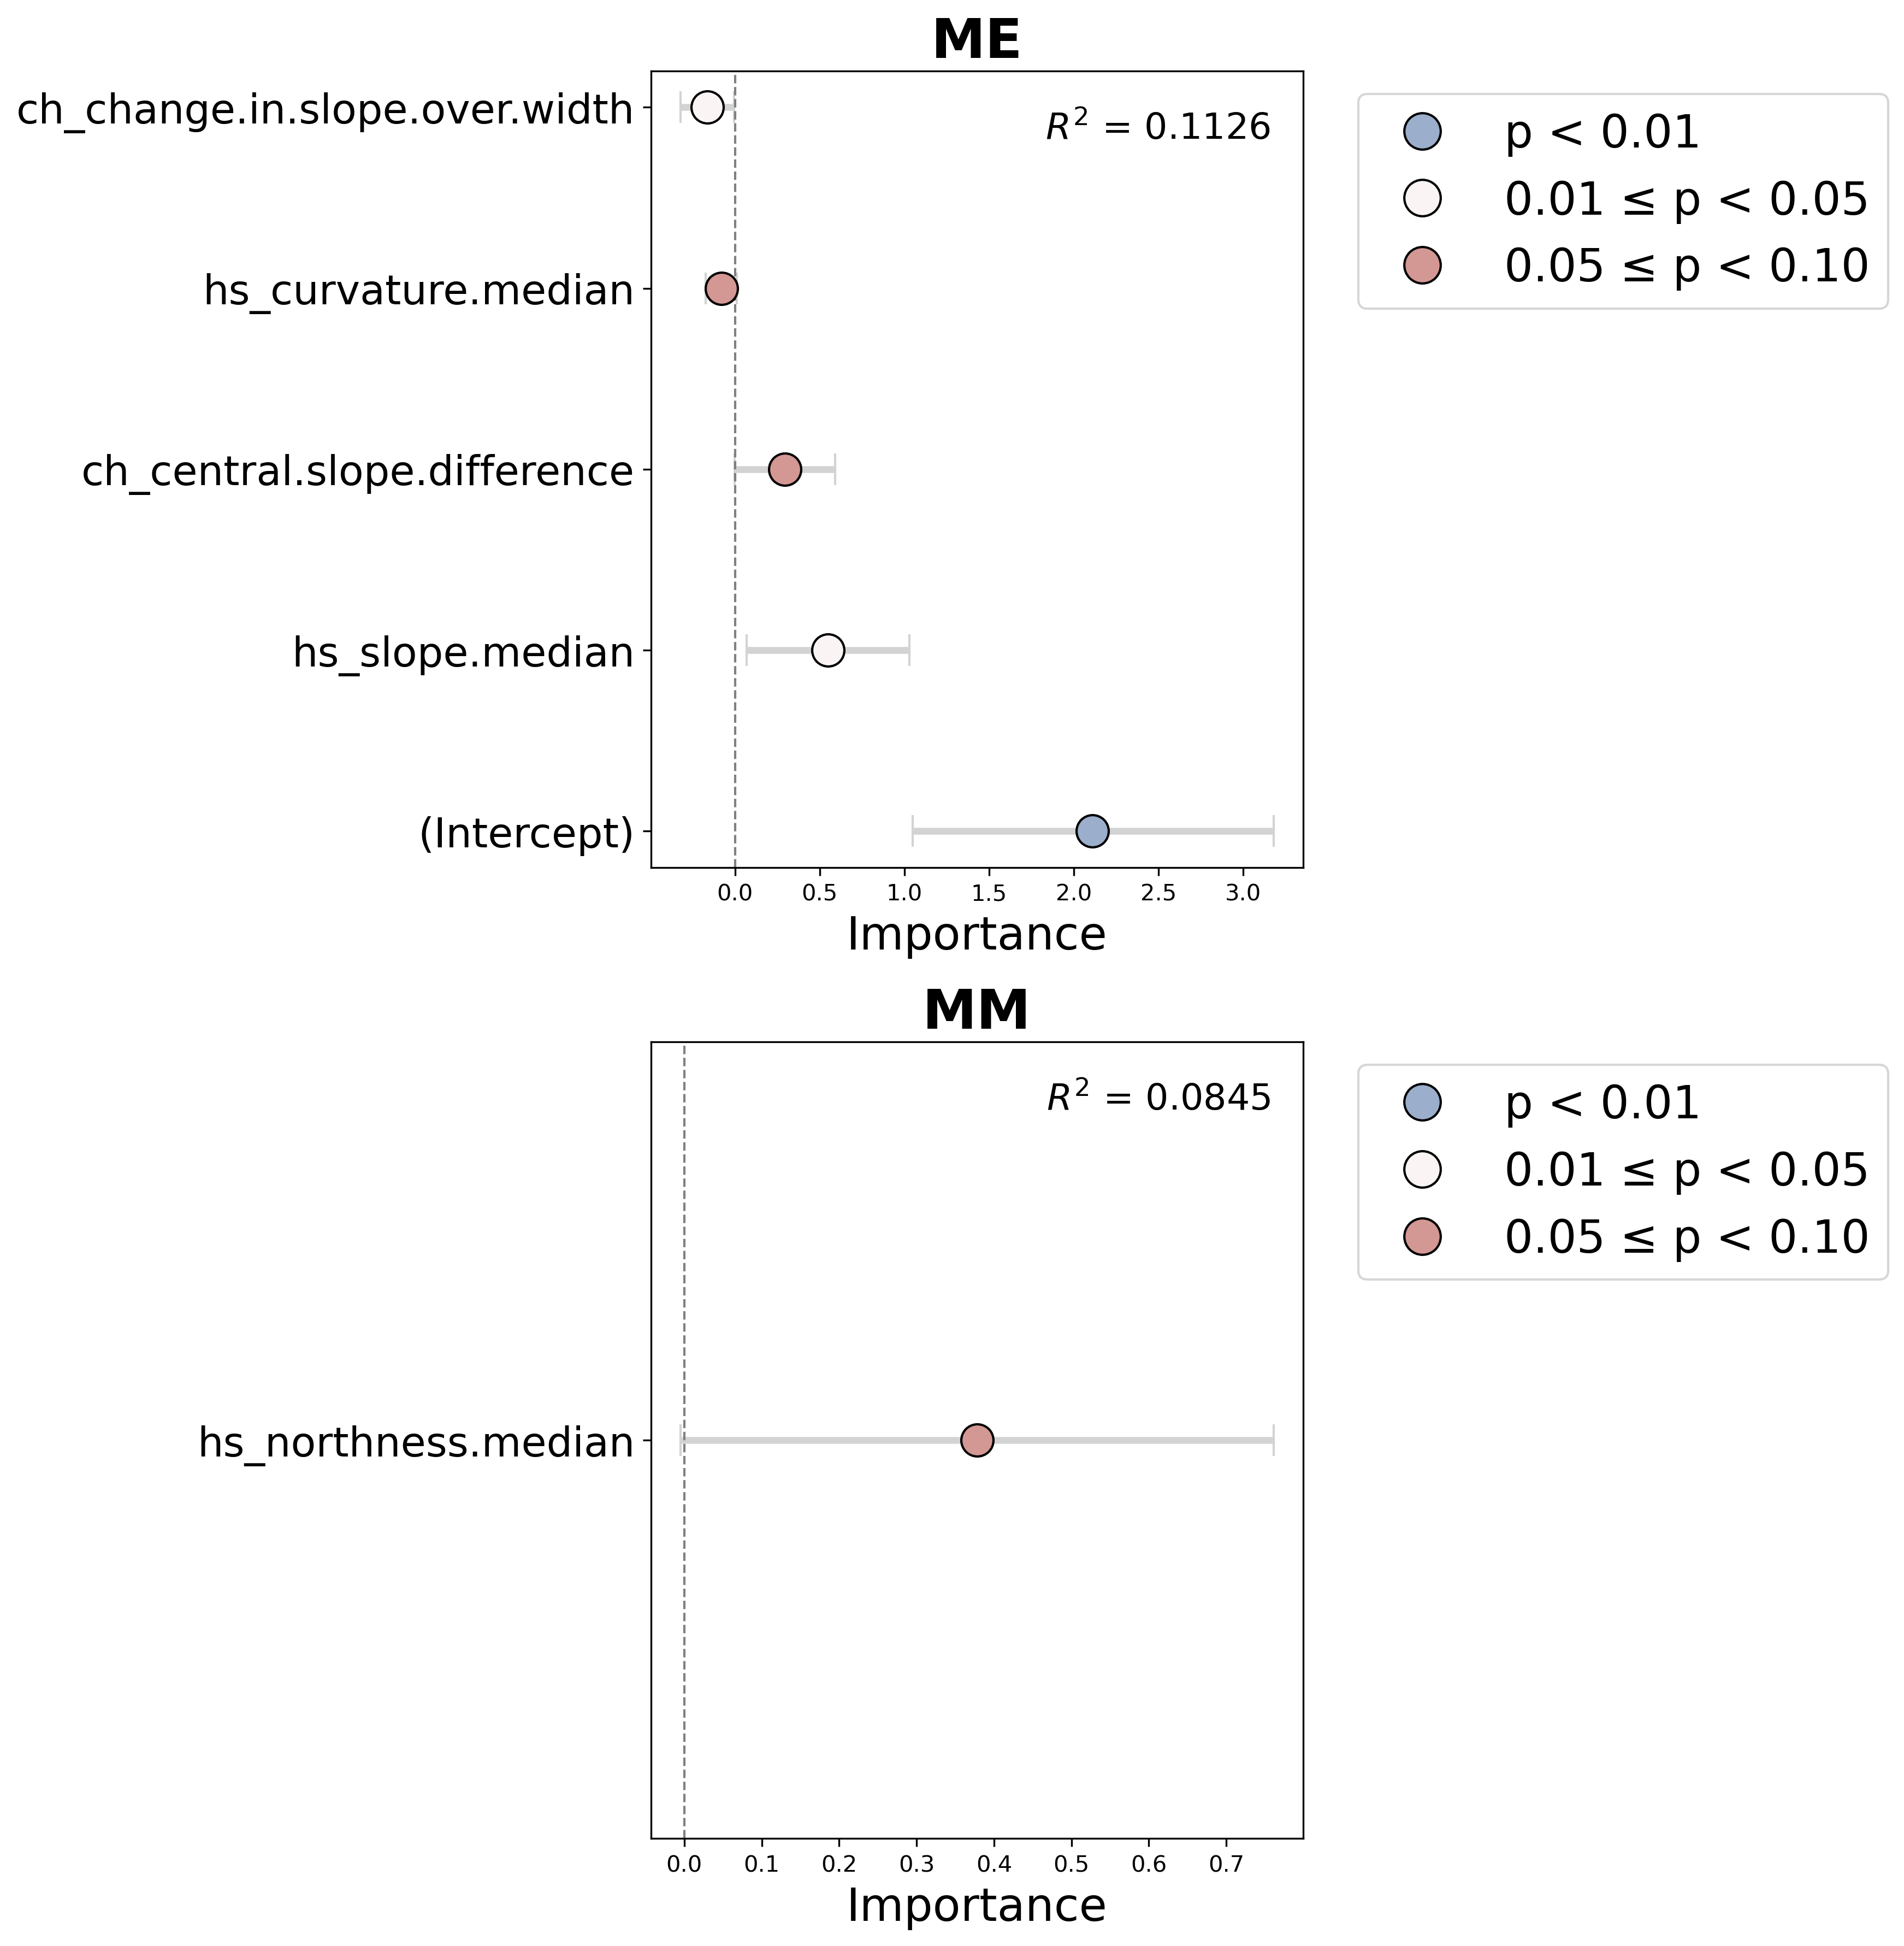 ME
ch_change.in.slope.over.width
hs_curvature.median
ch_central.slope.difference
hs_slope.median
(Intercept)
R² = 0.1126
0.0 0.5 1.0 1.5 2.0 2.5 3.0
Importance
p < 0.01
0.01 ≤ p < 0.05
0.05 ≤ p < 0.10
MM
hs_northness.median
R² = 0.0845
0.0 0.1 0.2 0.3 0.4 0.5 0.6 0.7
Importance
p < 0.01
0.01 ≤ p < 0.05
0.05 ≤ p < 0.10